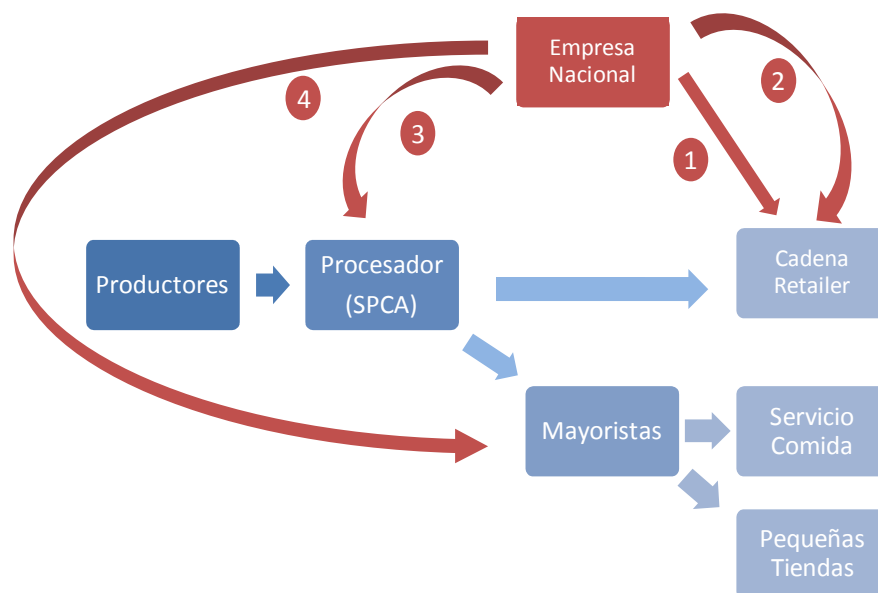 Empresa
Nacional
2
4
3
1
Productores
Procesador
(SPCA)
Cadena
Retailer
Mayoristas
Servicio
Comida
Pequeñas
Tiendas